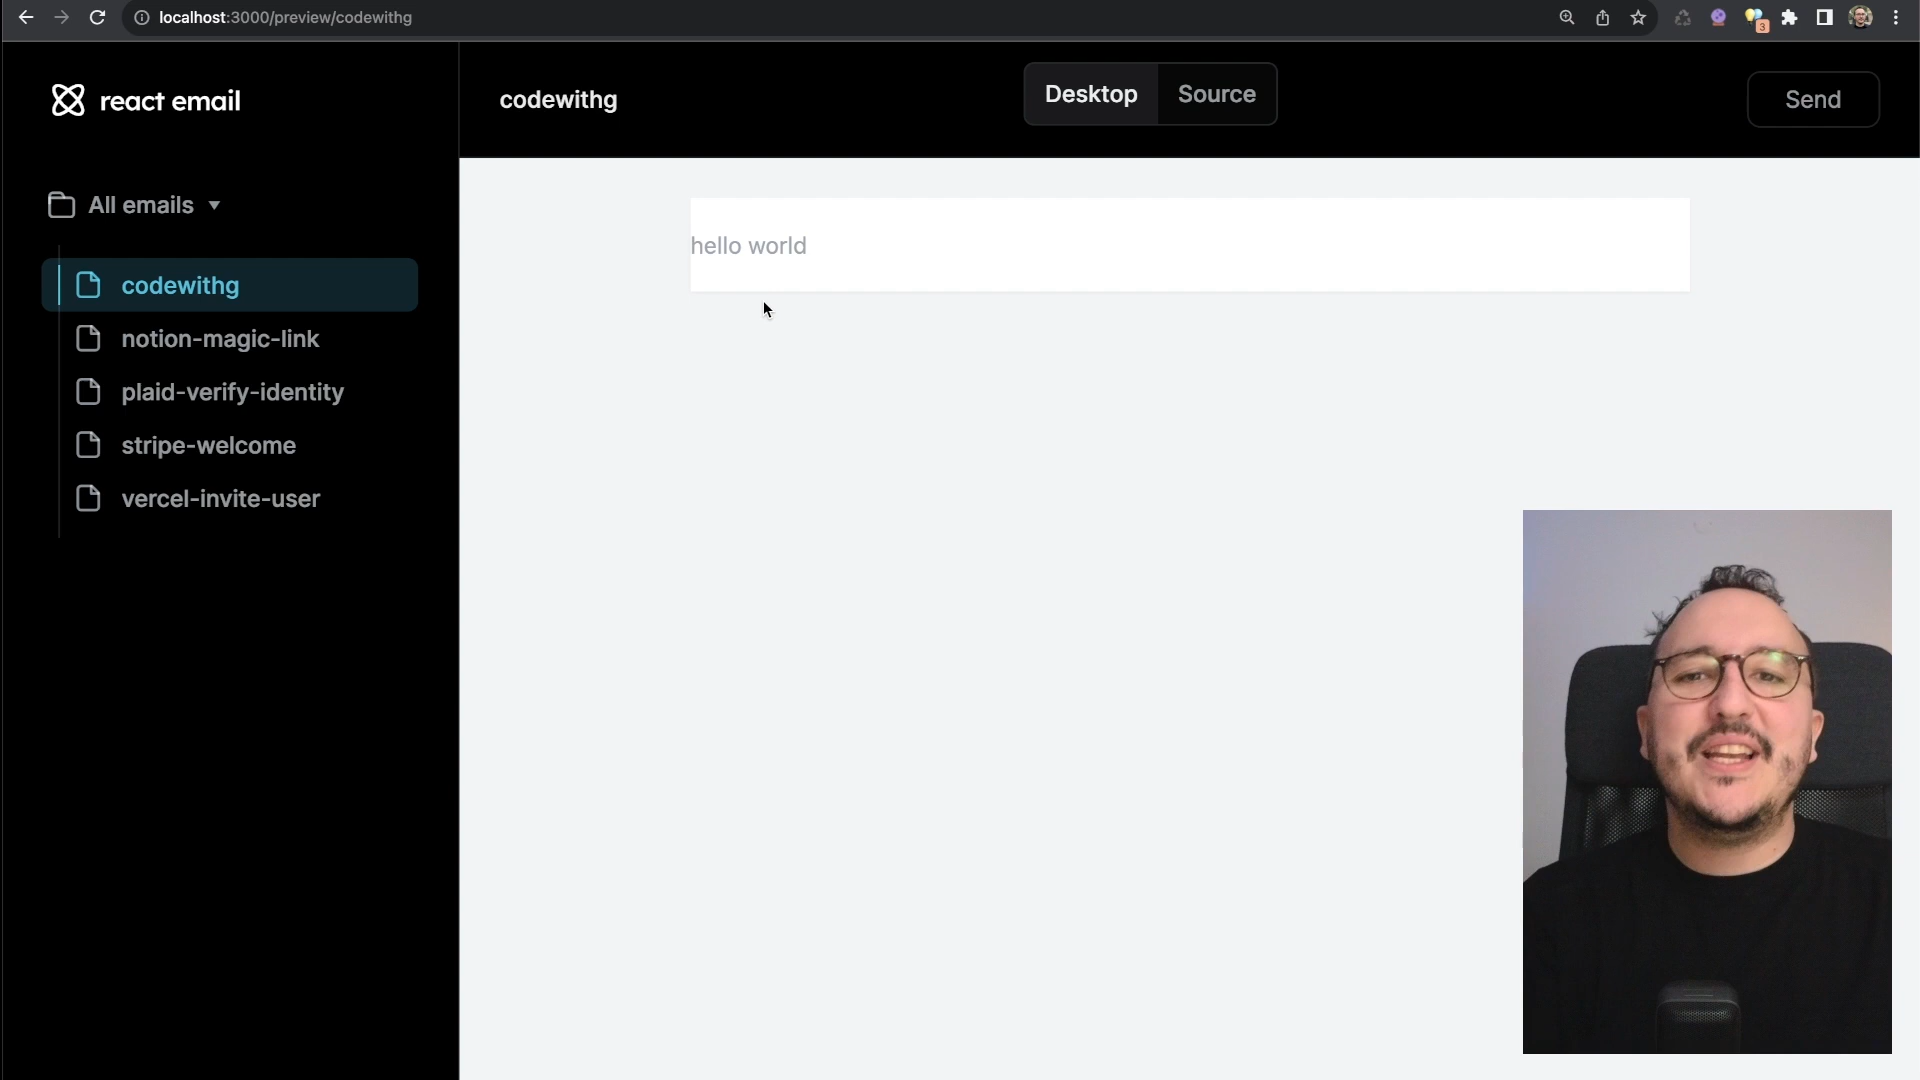 localhost:3000/preview/codewithg
3
react email
codewithg
Desktop
Source
Send
All emails
codewithg
notion-magic-link
plaid-verify-identity
stripe-welcome
vercel-invite-user
hello world